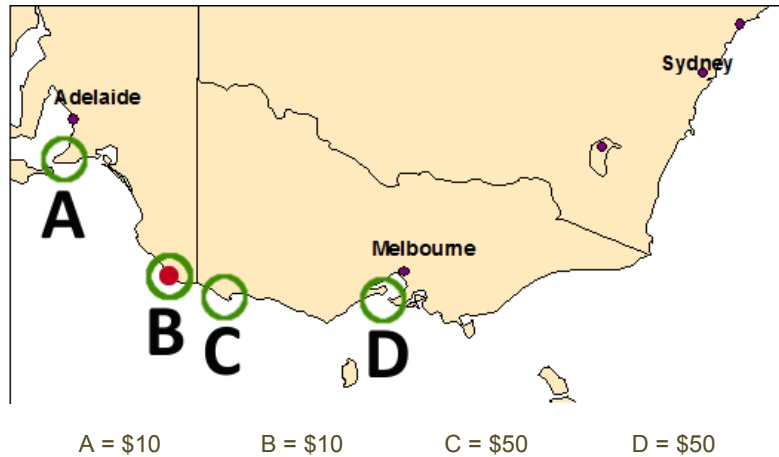 Sydney
Adelaide
A
Melbourne
B
C
D
A = $10 B = $10 C = $50 D = $50